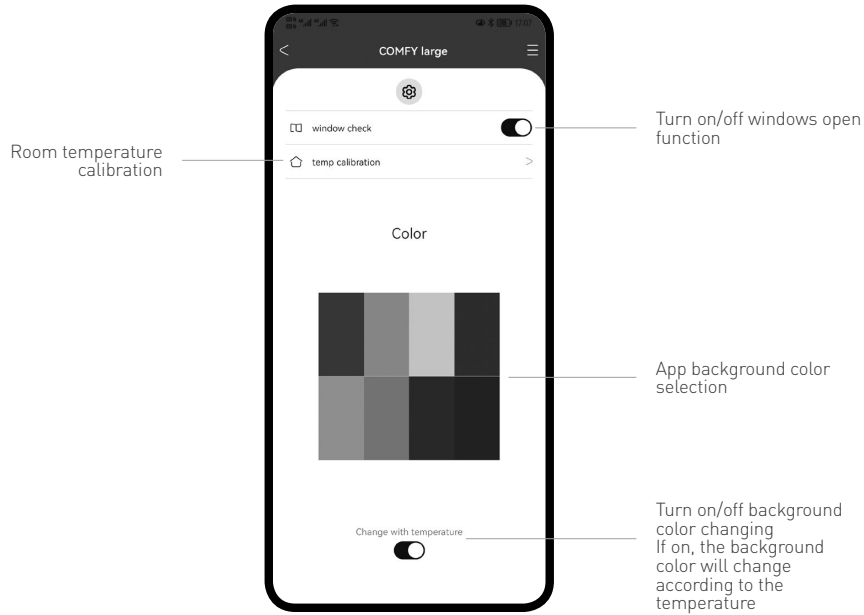 17:07
< COMFY large
window check
Turn on/off windows open
function
Room temperature
calibration
temp calibration >
Color
App background color
selection
Change with temperature
Turn on/off background
color changing
If on, the background
color will change
according to the
temperature